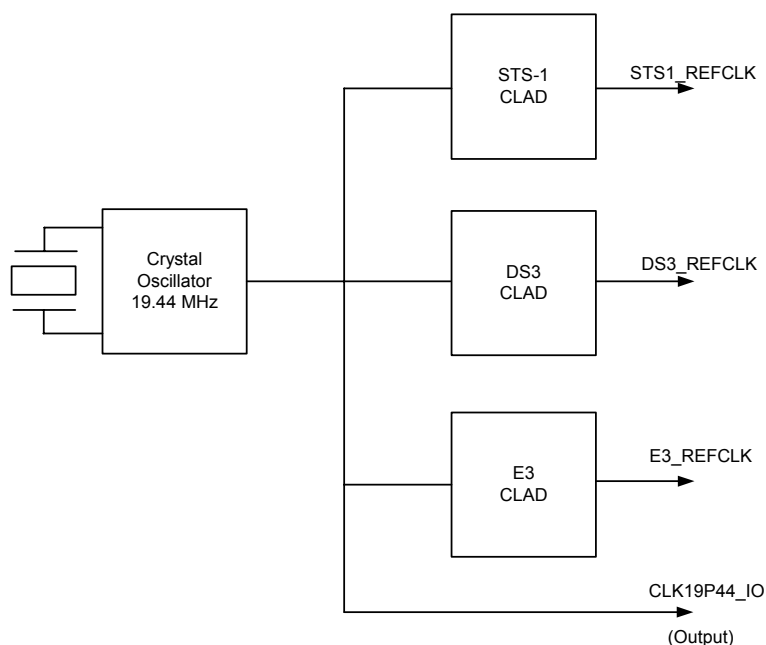 STS-1
CLAD
STS1_REFCLK
Crystal
Oscillator
19.44 MHz
DS3
CLAD
DS3_REFCLK
E3
CLAD
E3_REFCLK
CLK19P44_IO
(Output)